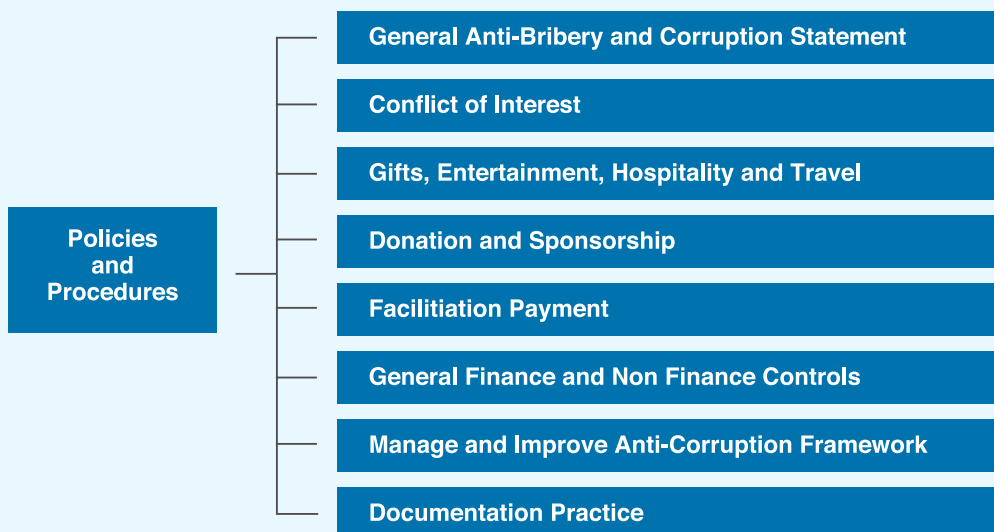 General Anti-Bribery and Corruption Statement
Conflict of Interest
Gifts, Entertainment, Hospitality and Travel
Policies
and
Procedures
Donation and Sponsorship
Facilitiation Payment
General Finance and Non Finance Controls
Manage and Improve Anti-Corruption Framework
Documentation Practice